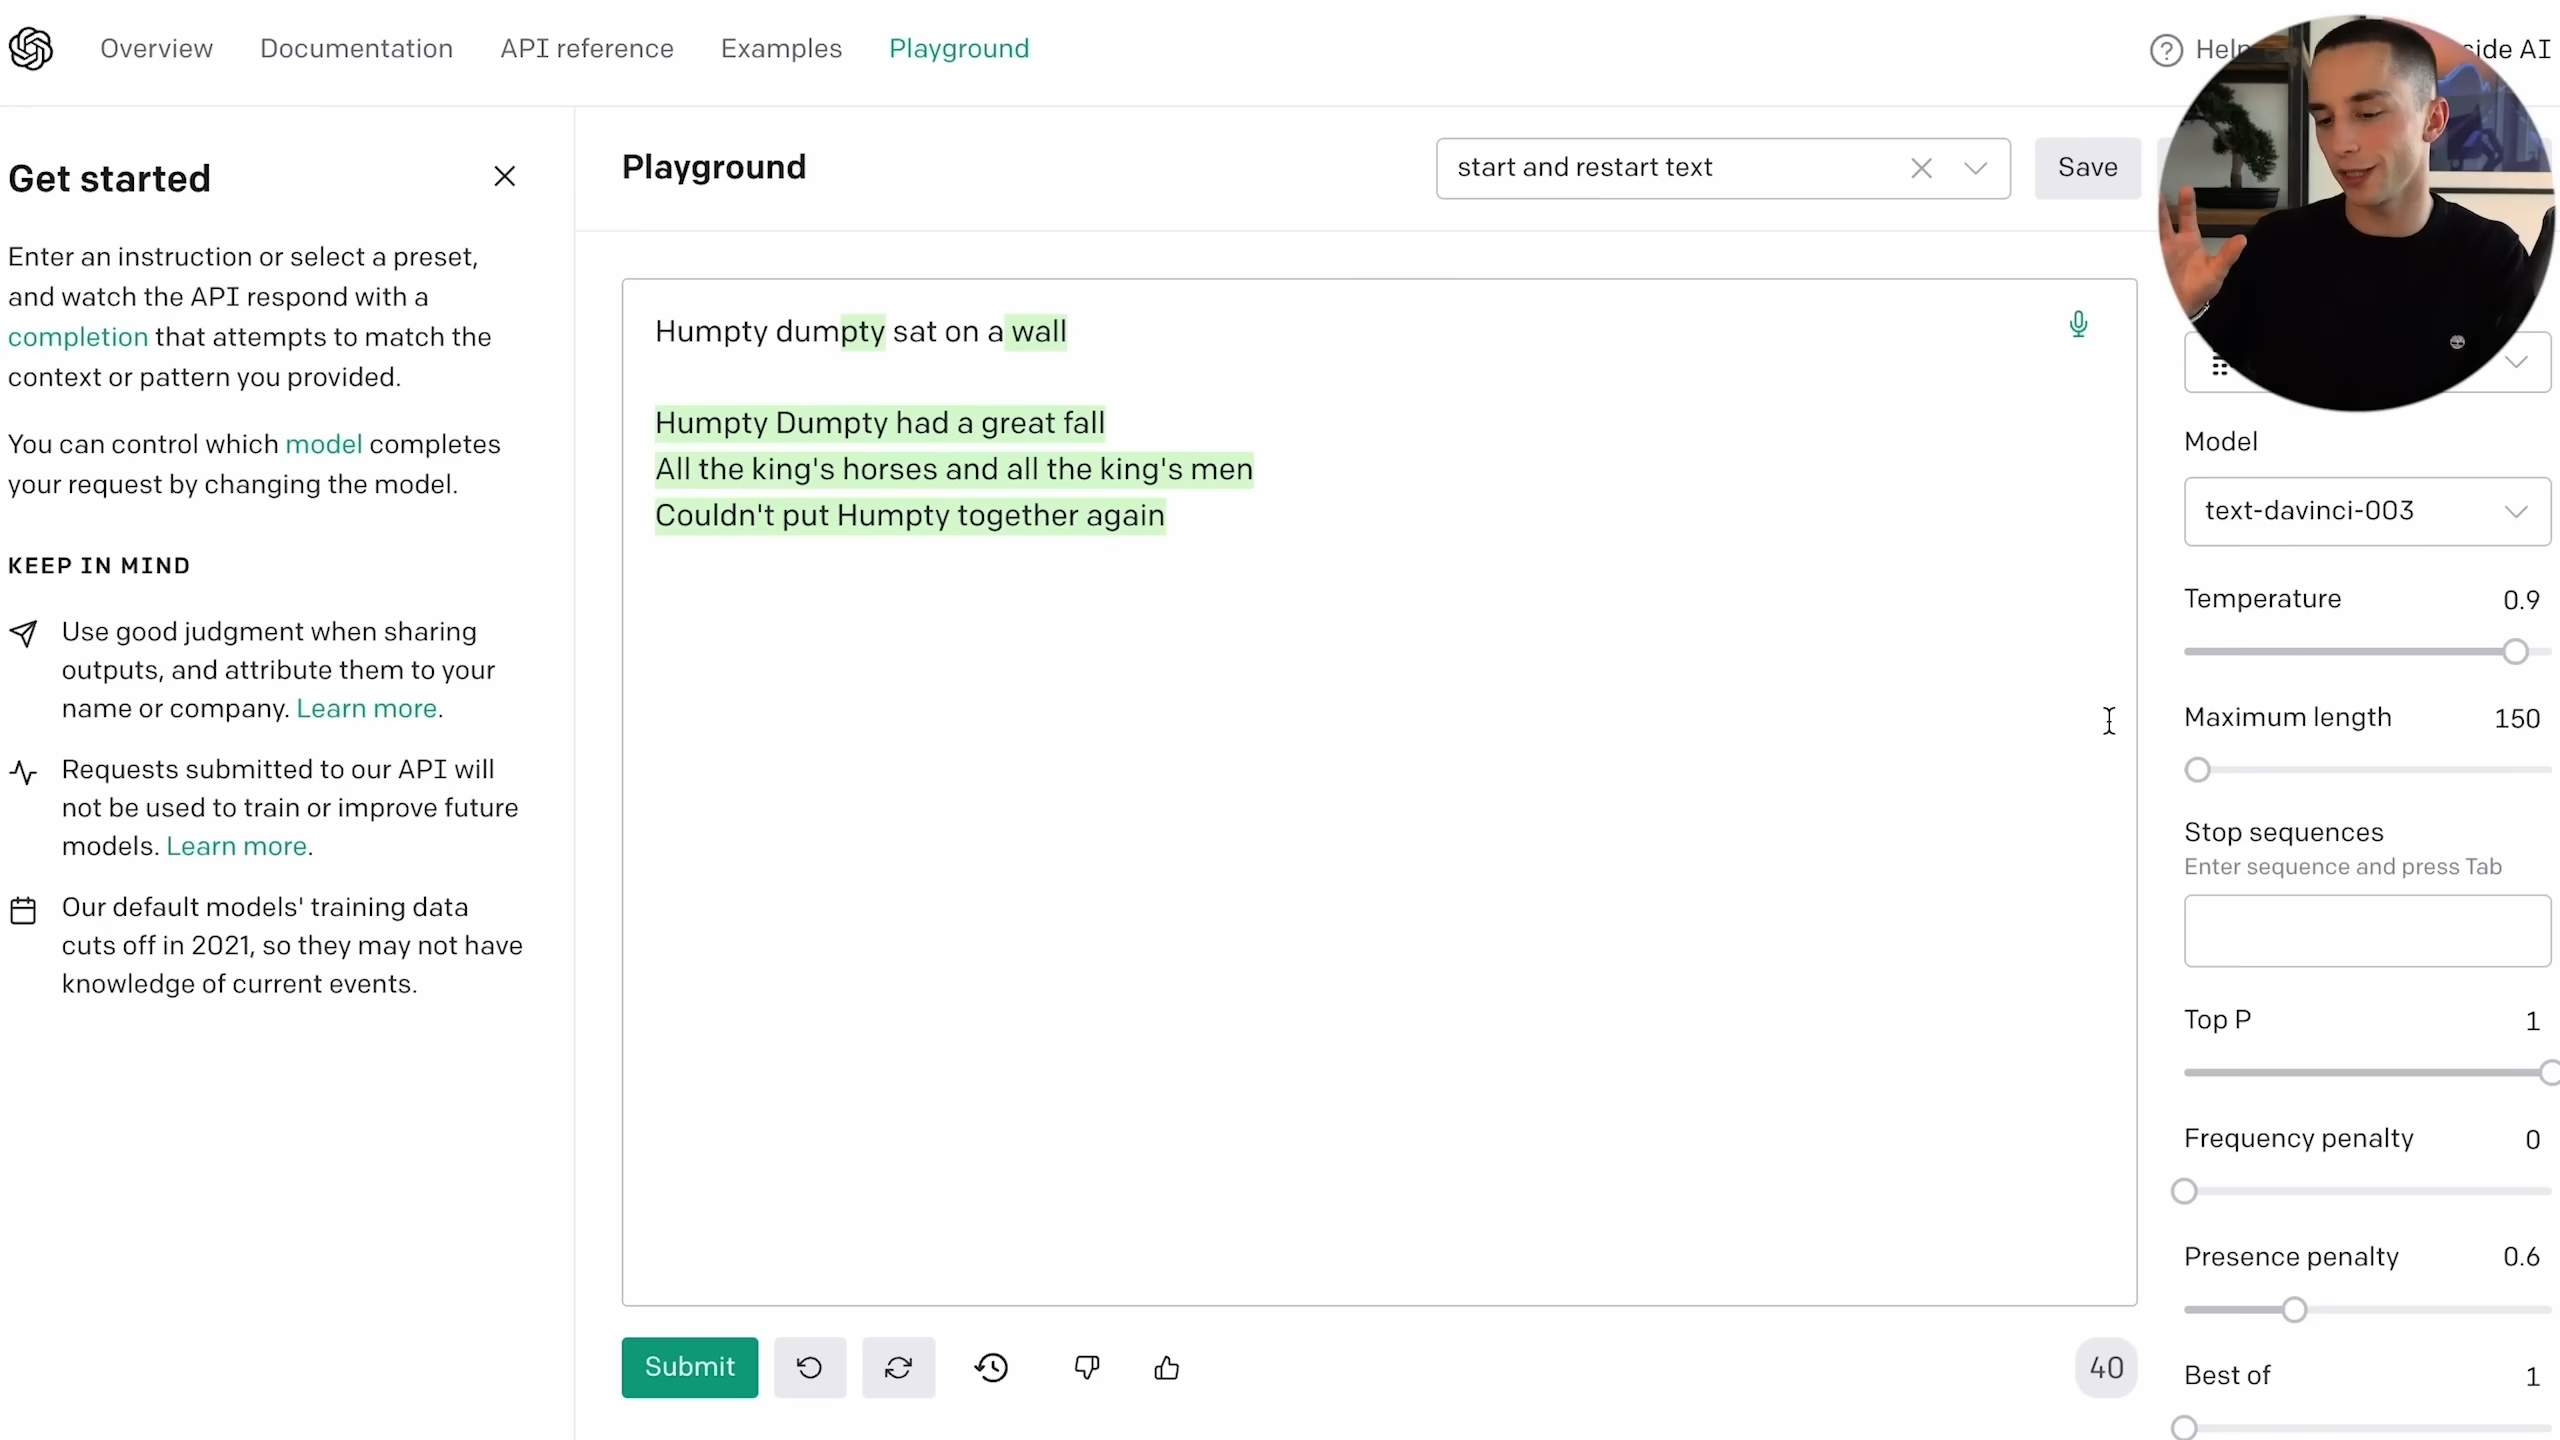 Overview Documentation API reference Examples Playground Help side AI
Get started
Enter an instruction or select a preset,
and watch the API respond with a
completion that attempts to match the
context or pattern you provided.
You can control which model completes
your request by changing the model.
KEEP IN MIND
Use good judgment when sharing
outputs, and attribute them to your
name or company. Learn more.
Requests submitted to our API will
not be used to train or improve future
models. Learn more.
Our default models' training data
cuts off in 2021, so they may not have
knowledge of current events.
Playground
start and restart text
Save
Humpty dumpty sat on a wall
Humpty Dumpty had a great fall
All the king's horses and all the king's men
Couldn't put Humpty together again
Submit
40
Model
text-davinci-003
Temperature 0.9
Maximum length 150
Stop sequences
Enter sequence and press Tab
Top P 1
Frequency penalty 0
Presence penalty 0.6
Best of 1